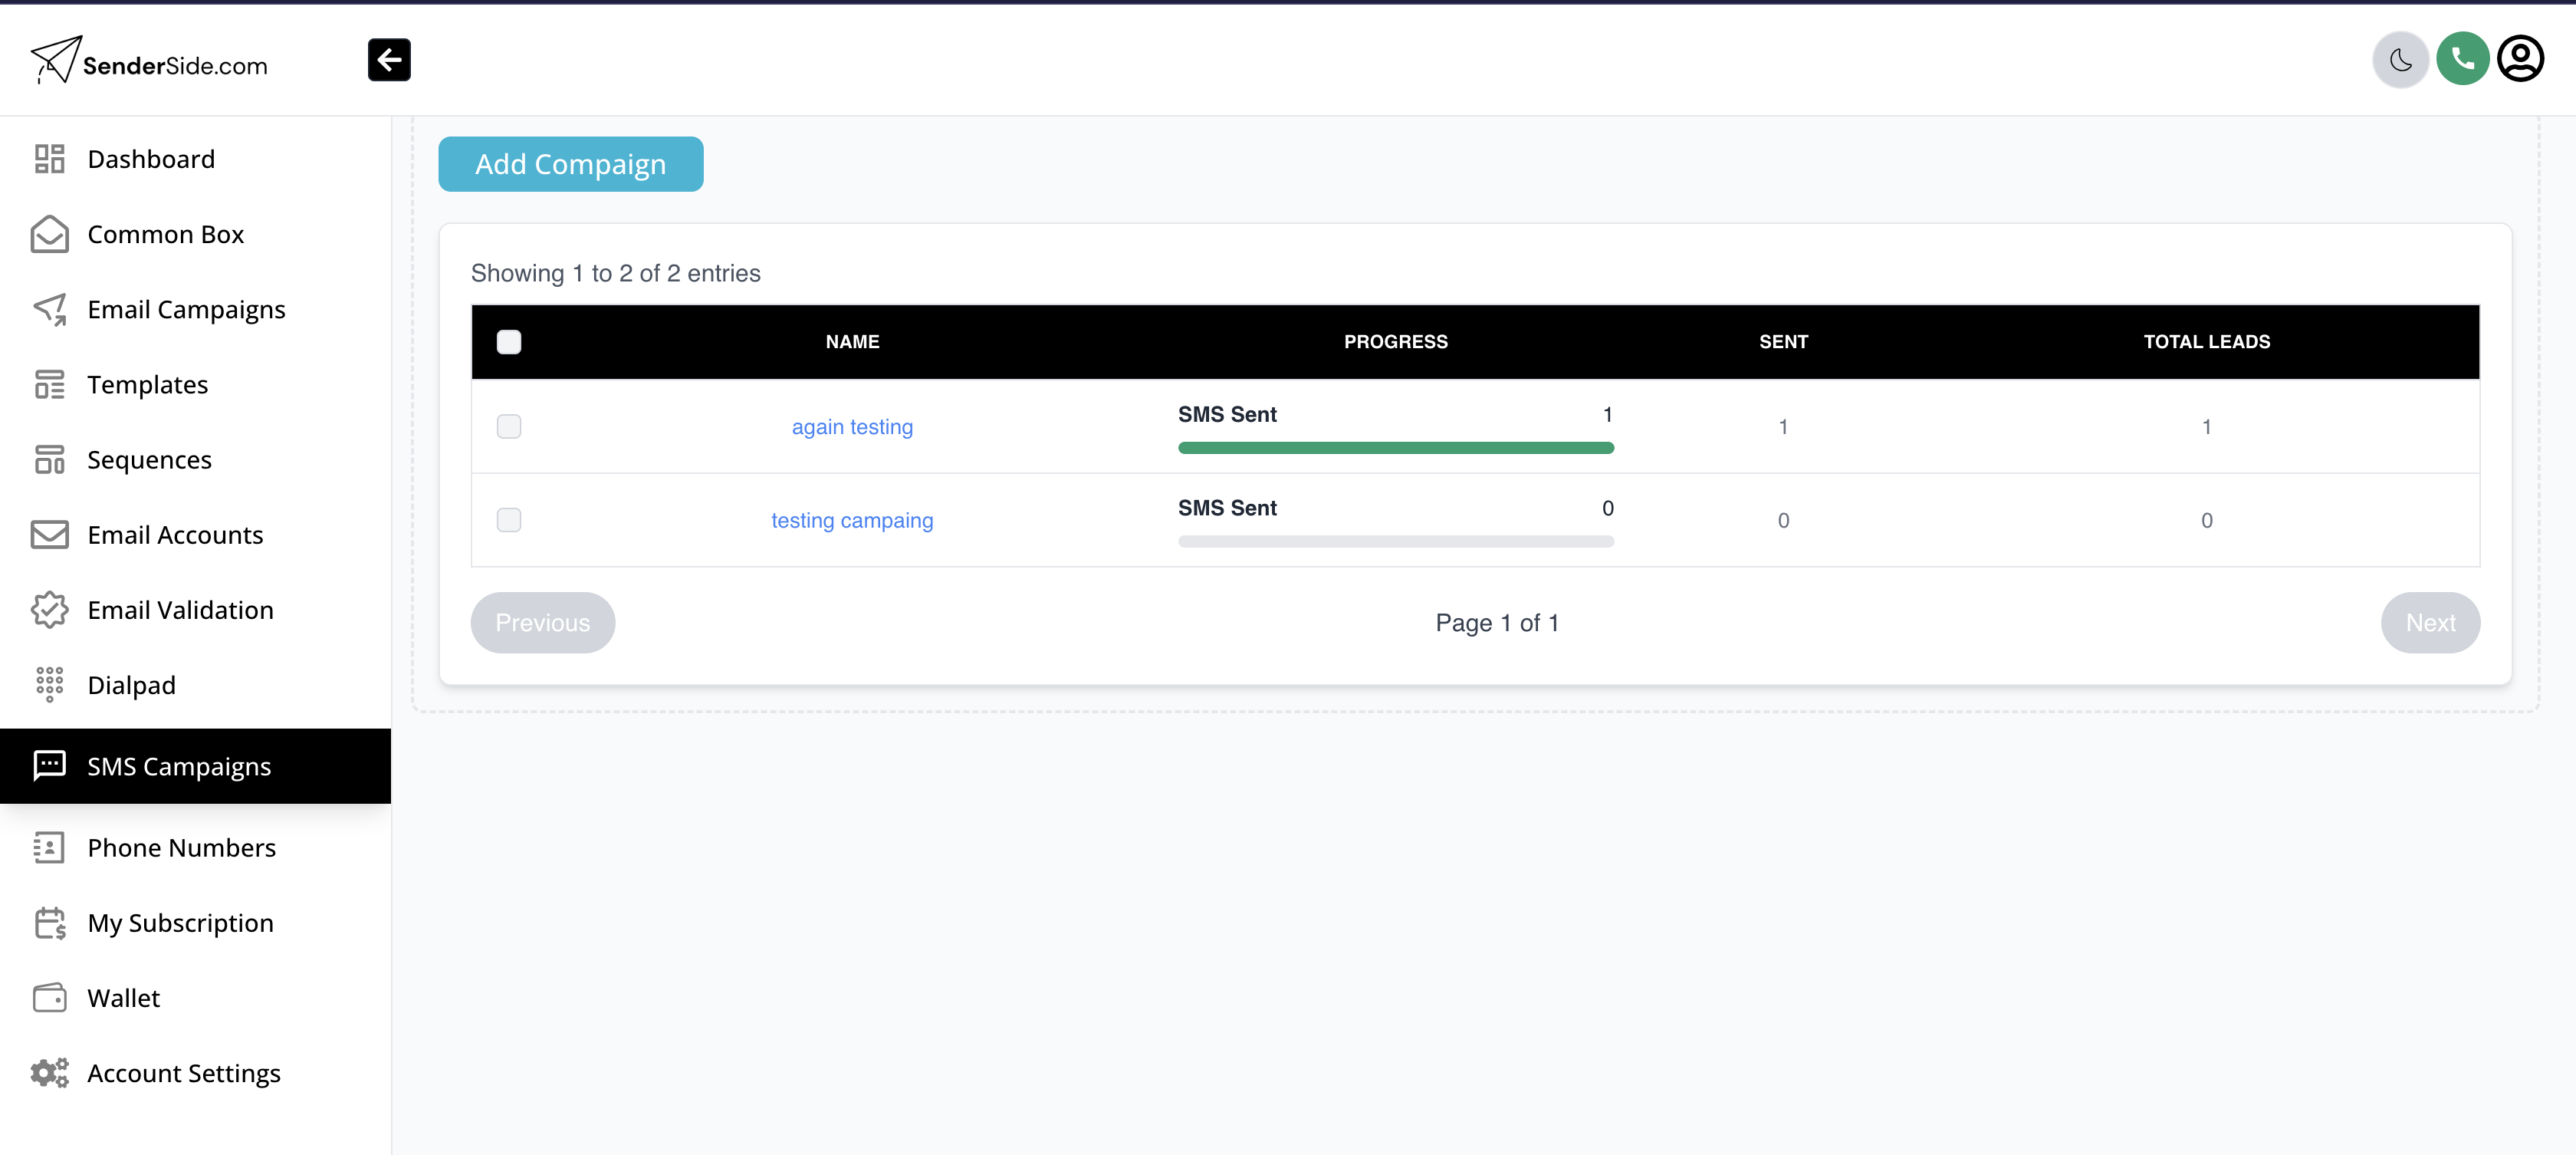 SenderSide.com
Dashboard
Common Box
Email Campaigns
Templates
Sequences
Email Accounts
Email Validation
Dialpad
SMS Campaigns
Phone Numbers
My Subscription
Wallet
Account Settings
Add Compaign
Showing 1 to 2 of 2 entries
NAME PROGRESS SENT TOTAL LEADS
again testing SMS Sent 1 1 1
testing campaing SMS Sent 0 0 0
Previous Page 1 of 1 Next